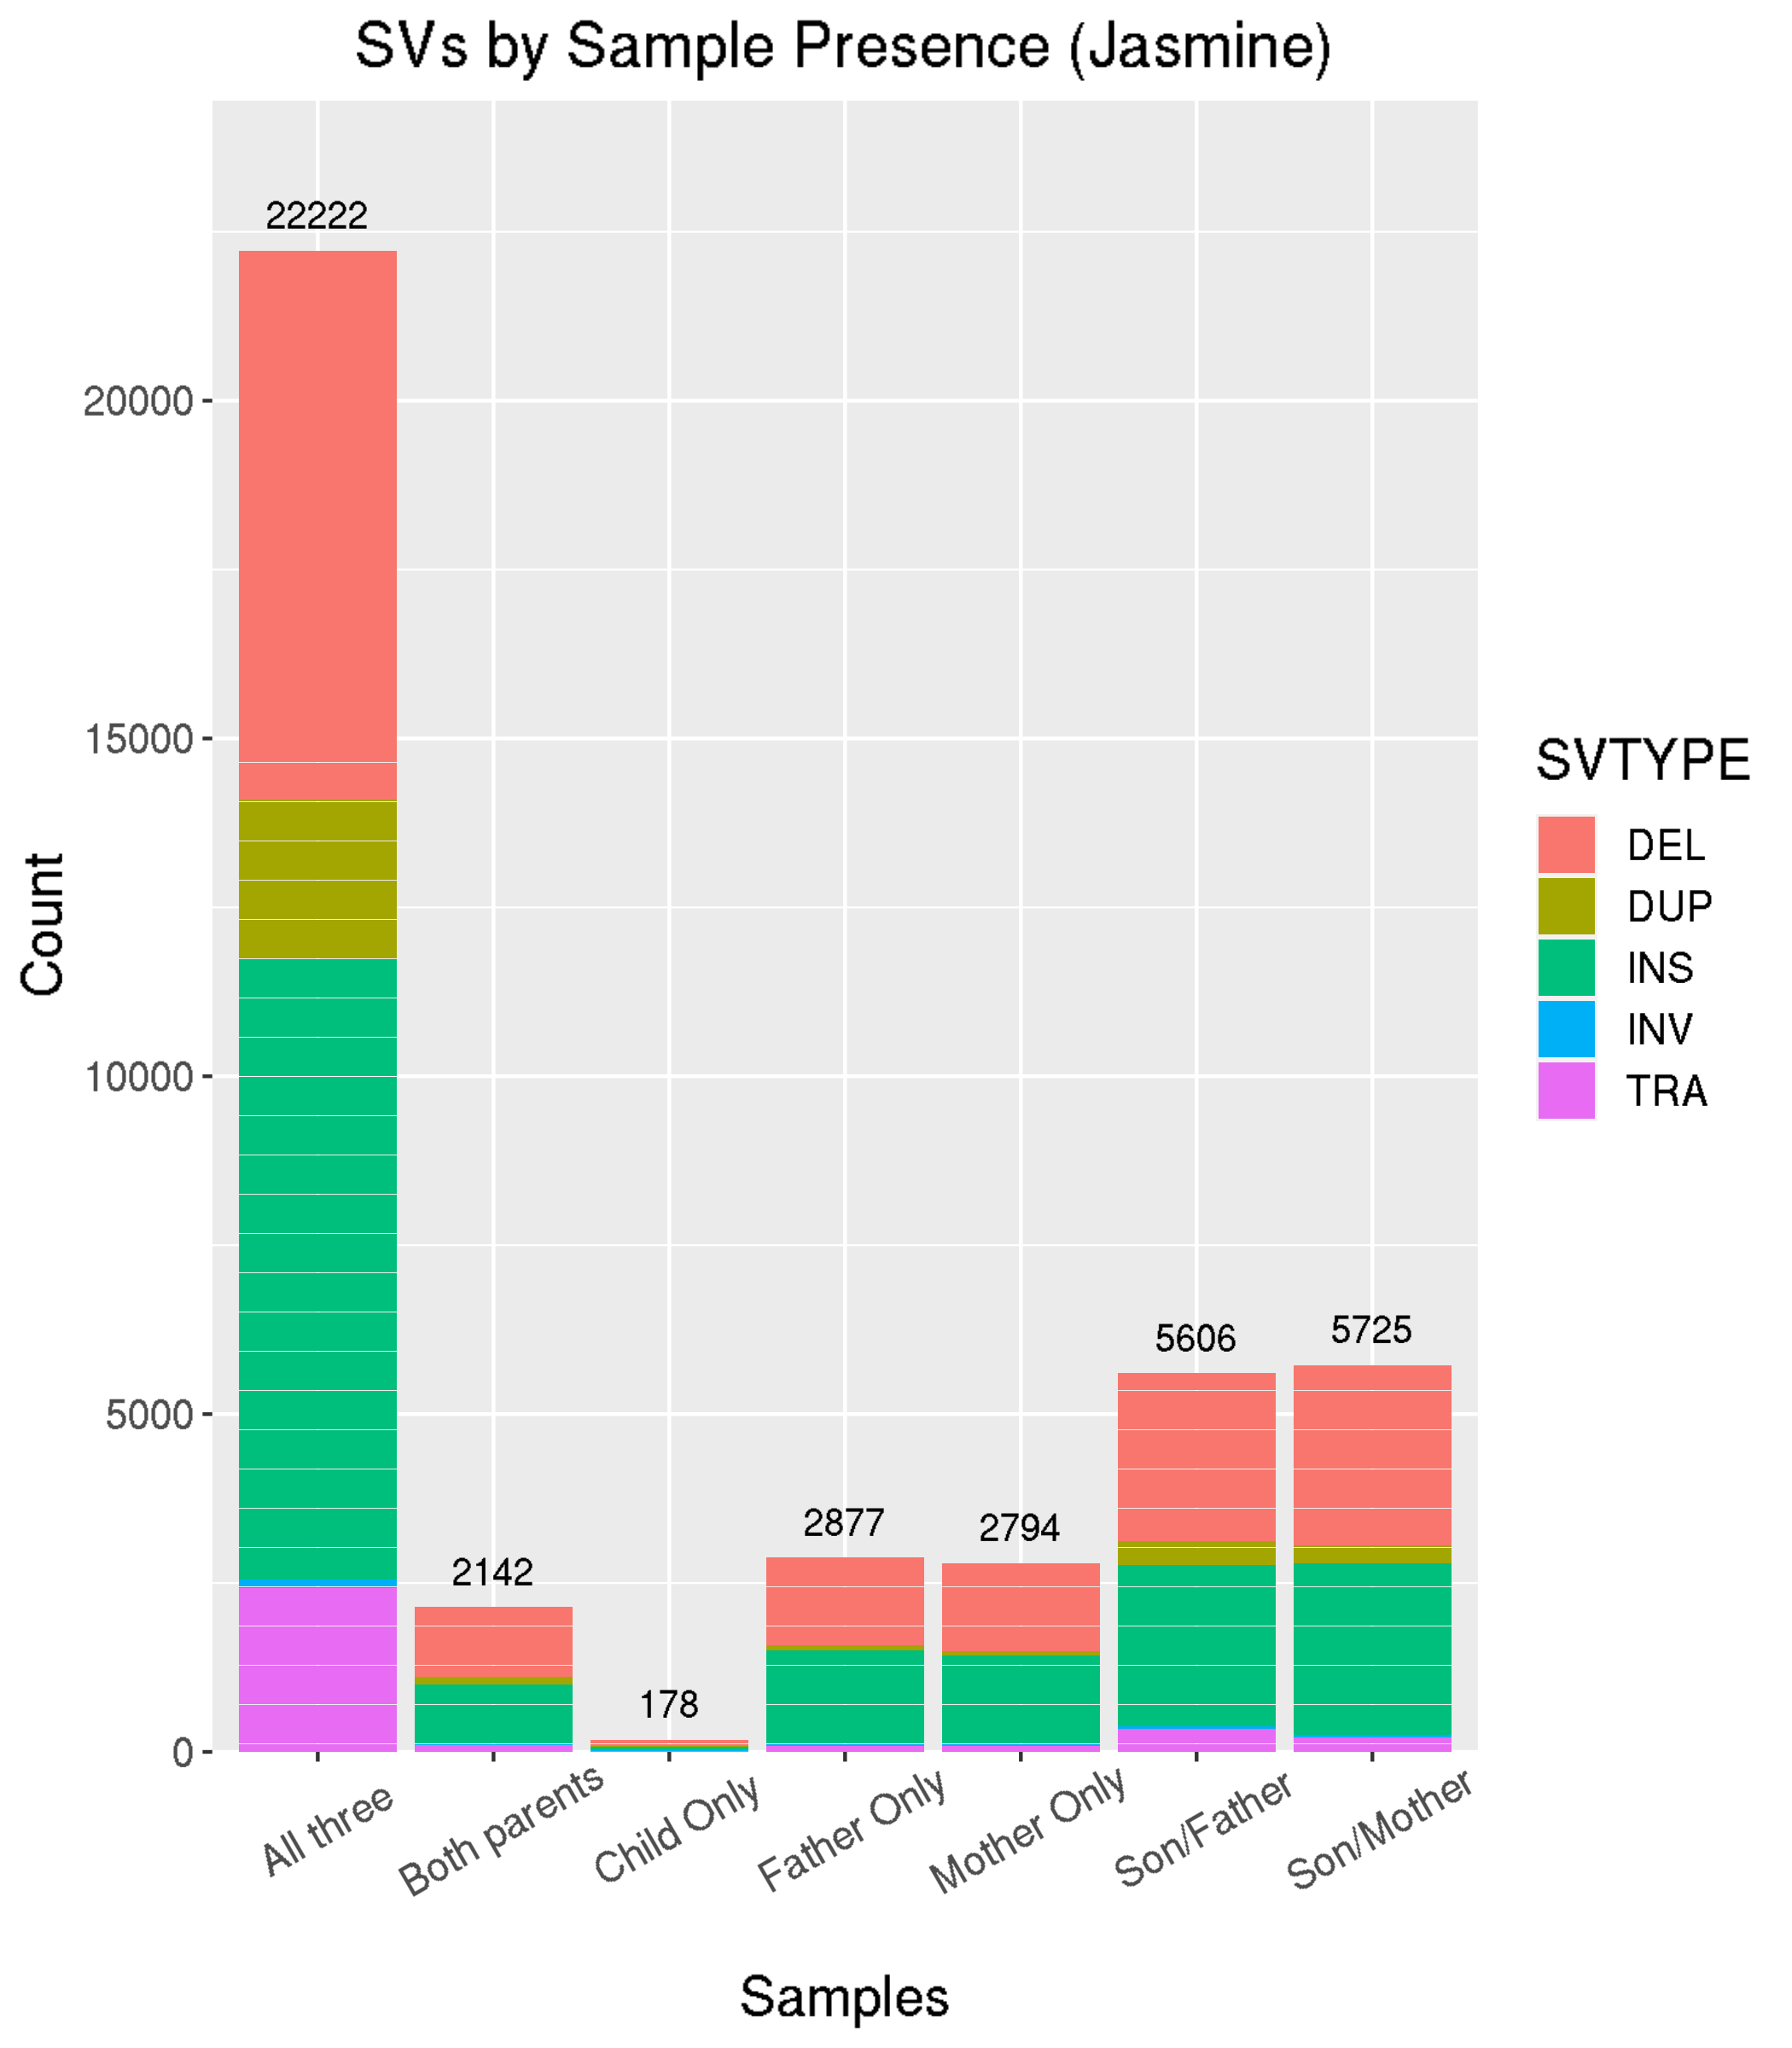 SVs by Sample Presence (Jasmine)
22222
20000
15000
10000
5000
0
Count
2142
178
2877
2794
5606
5725
SVTYPE
DEL
DUP
INS
INV
TRA
All three
Both parents
Child Only
Father Only
Mother Only
Son/Father
Son/Mother
Samples